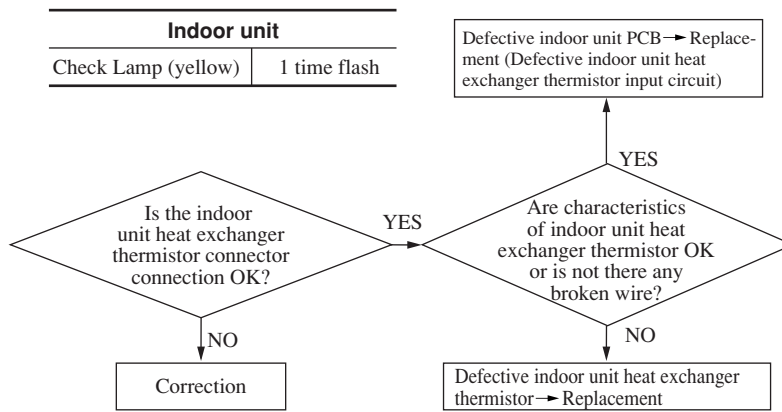 Indoor unit
Check Lamp (yellow) 1 time flash
Defective indoor unit PCB→Replace-
ment (Defective indoor unit heat
exchanger thermistor input circuit)
YES
Is the indoor
unit heat exchanger
thermistor connector
connection OK?
YES
Are characteristics
of indoor unit heat
exchanger thermistor OK
or is not there any
broken wire?
NO
NO
Correction
Defective indoor unit heat exchanger
thermistor→Replacement